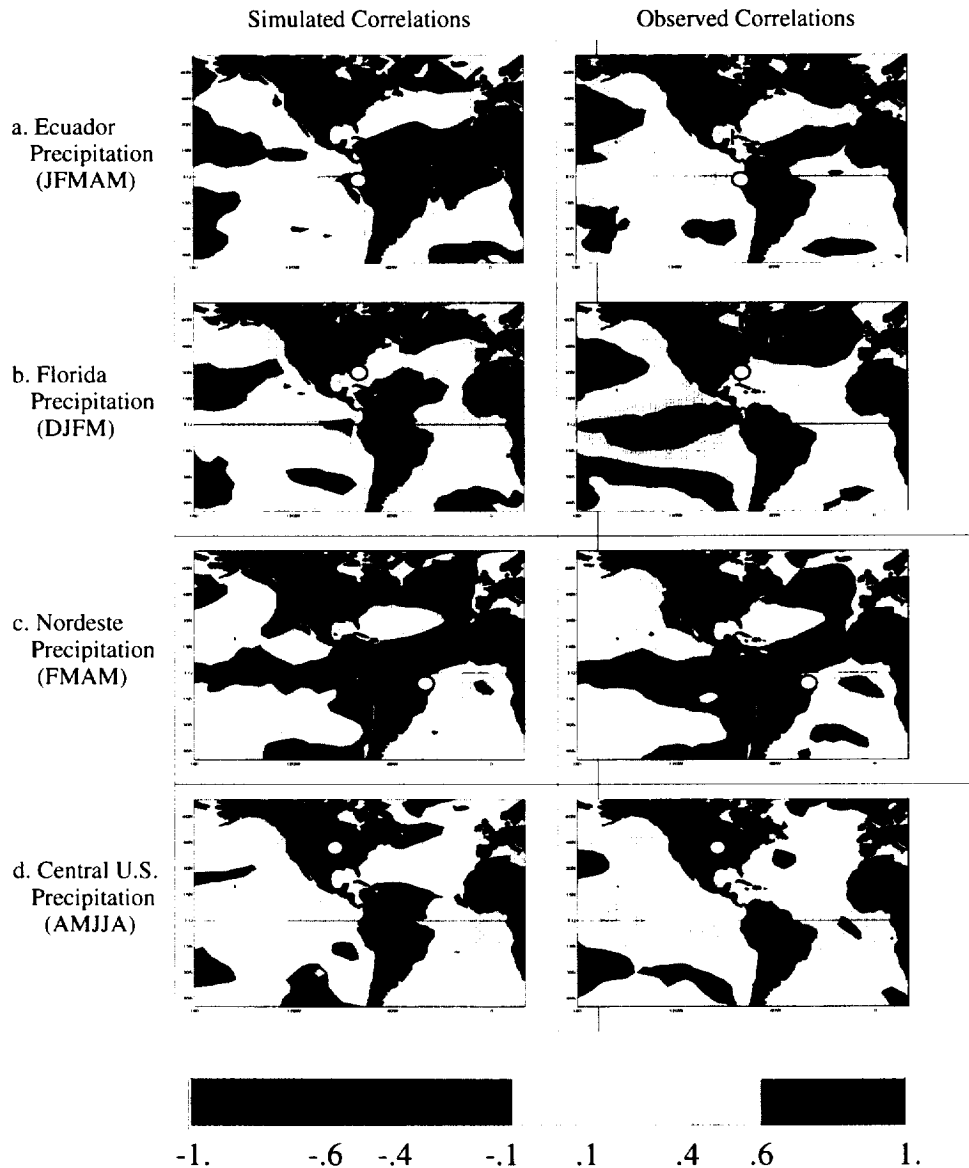 Simulated Correlations
Observed Correlations
a. Ecuador
Precipitation
(JFMAM)
b. Florida
Precipitation
(DJFM)
c. Nordeste
Precipitation
(FMAM)
d. Central U.S.
Precipitation
(AMJJA)
-1. -.6 -.4 -.1 .1 .4 .6 1.